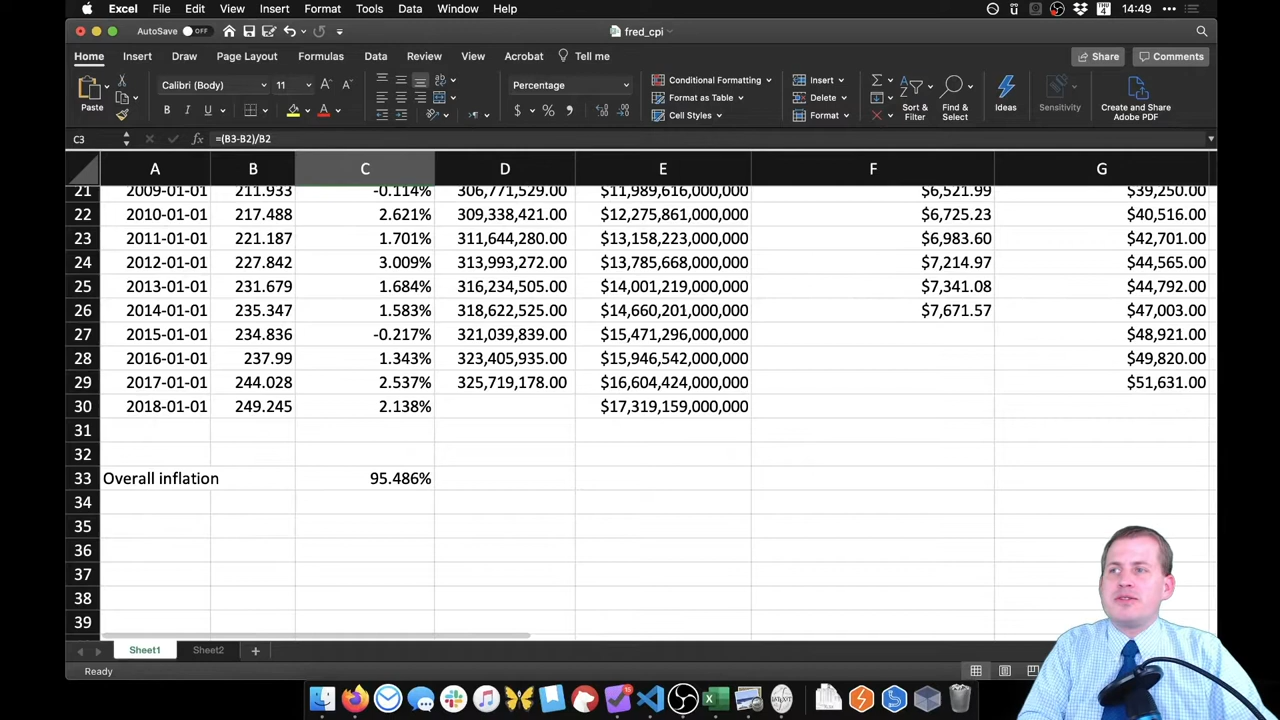 Excel File Edit View Insert Format Tools Data Window Help THU 4 14:49
AutoSave OFF fred_cpi
Home Insert Draw Page Layout Formulas Data Review View Acrobat Tell me Share Comments
Paste Calibri (Body) 11 Percentage Conditional Formatting Format as Table Cell Styles Insert Delete Format Sort & Filter Find & Select Ideas Sensitivity Create and Share Adobe PDF
C3 fx =(B3-B2)/B2
A B C D E F G
21 2009-01-01 211.933 -0.114% 306,771,529.00 $11,989,616,000,000 $6,521.99 $39,250.00
22 2010-01-01 217.488 2.621% 309,338,421.00 $12,275,861,000,000 $6,725.23 $40,516.00
23 2011-01-01 221.187 1.701% 311,644,280.00 $13,158,223,000,000 $6,983.60 $42,701.00
24 2012-01-01 227.842 3.009% 313,993,272.00 $13,785,668,000,000 $7,214.97 $44,565.00
25 2013-01-01 231.679 1.684% 316,234,505.00 $14,001,219,000,000 $7,341.08 $44,792.00
26 2014-01-01 235.347 1.583% 318,622,525.00 $14,660,201,000,000 $7,671.57 $47,003.00
27 2015-01-01 234.836 -0.217% 321,039,839.00 $15,471,296,000,000 $48,921.00
28 2016-01-01 237.99 1.343% 323,405,935.00 $15,946,542,000,000 $49,820.00
29 2017-01-01 244.028 2.537% 325,719,178.00 $16,604,424,000,000 $51,631.00
30 2018-01-01 249.245 2.138% $17,319,159,000,000
31
32
33 Overall inflation 95.486%
34
35
36
37
38
39
Sheet1 Sheet2
Ready